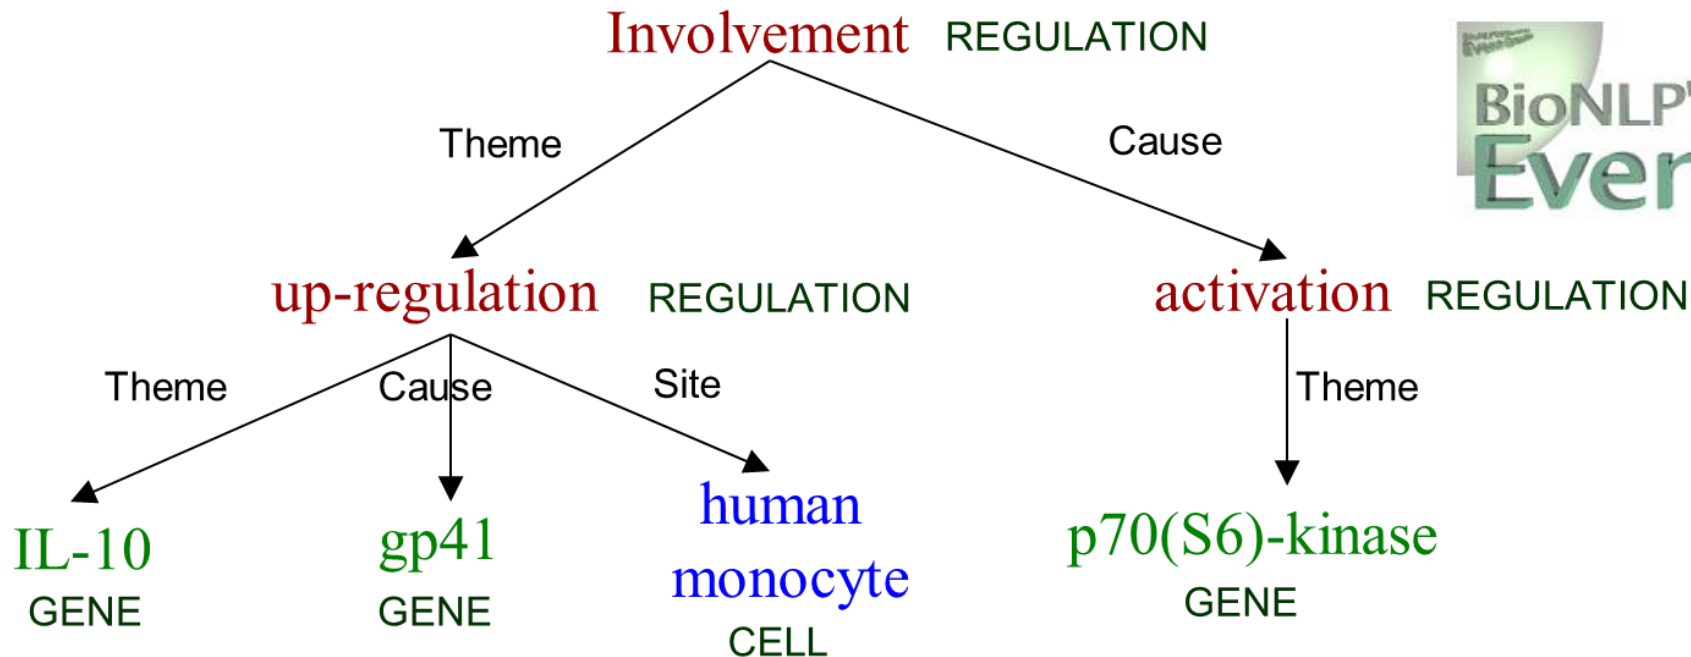 Involvement REGULATION
BioNLP'
Even
Theme
Cause
up-regulation REGULATION
activation REGULATION
Theme
Cause
Site
Theme
IL-10
GENE
gp41
GENE
human
monocyte
CELL
p70(S6)-kinase
GENE